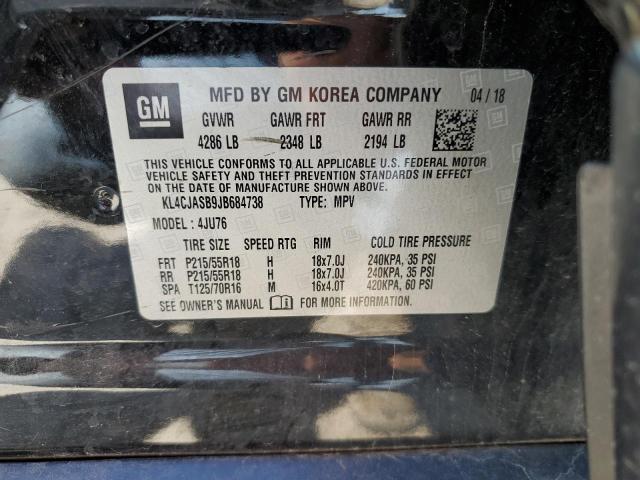 GM MFD BY GM KOREA COMPANY 04/18
GVWR GAWR FRT GAWR RR
4286 LB 2348 LB 2194 LB
THIS VEHICLE CONFORMS TO ALL APPLICABLE U.S. FEDERAL MOTOR
VEHICLE SAFETY AND THEFT PREVENTION STANDARDS IN EFFECT
ON THE DATE OF MANUFACTURE SHOWN ABOVE.
KL4CJASB9JB684738 TYPE: MPV
MODEL: 4JU76
TIRE SIZE SPEED RTG RIM COLD TIRE PRESSURE
FRT P215/55R18 H 18x7.0J 240KPA, 35 PSI
RR P215/55R18 H 18x7.0J 240KPA, 35 PSI
SPA T125/70R16 M 16x4.0T 420KPA, 60 PSI
SEE OWNER'S MANUAL FOR MORE INFORMATION.